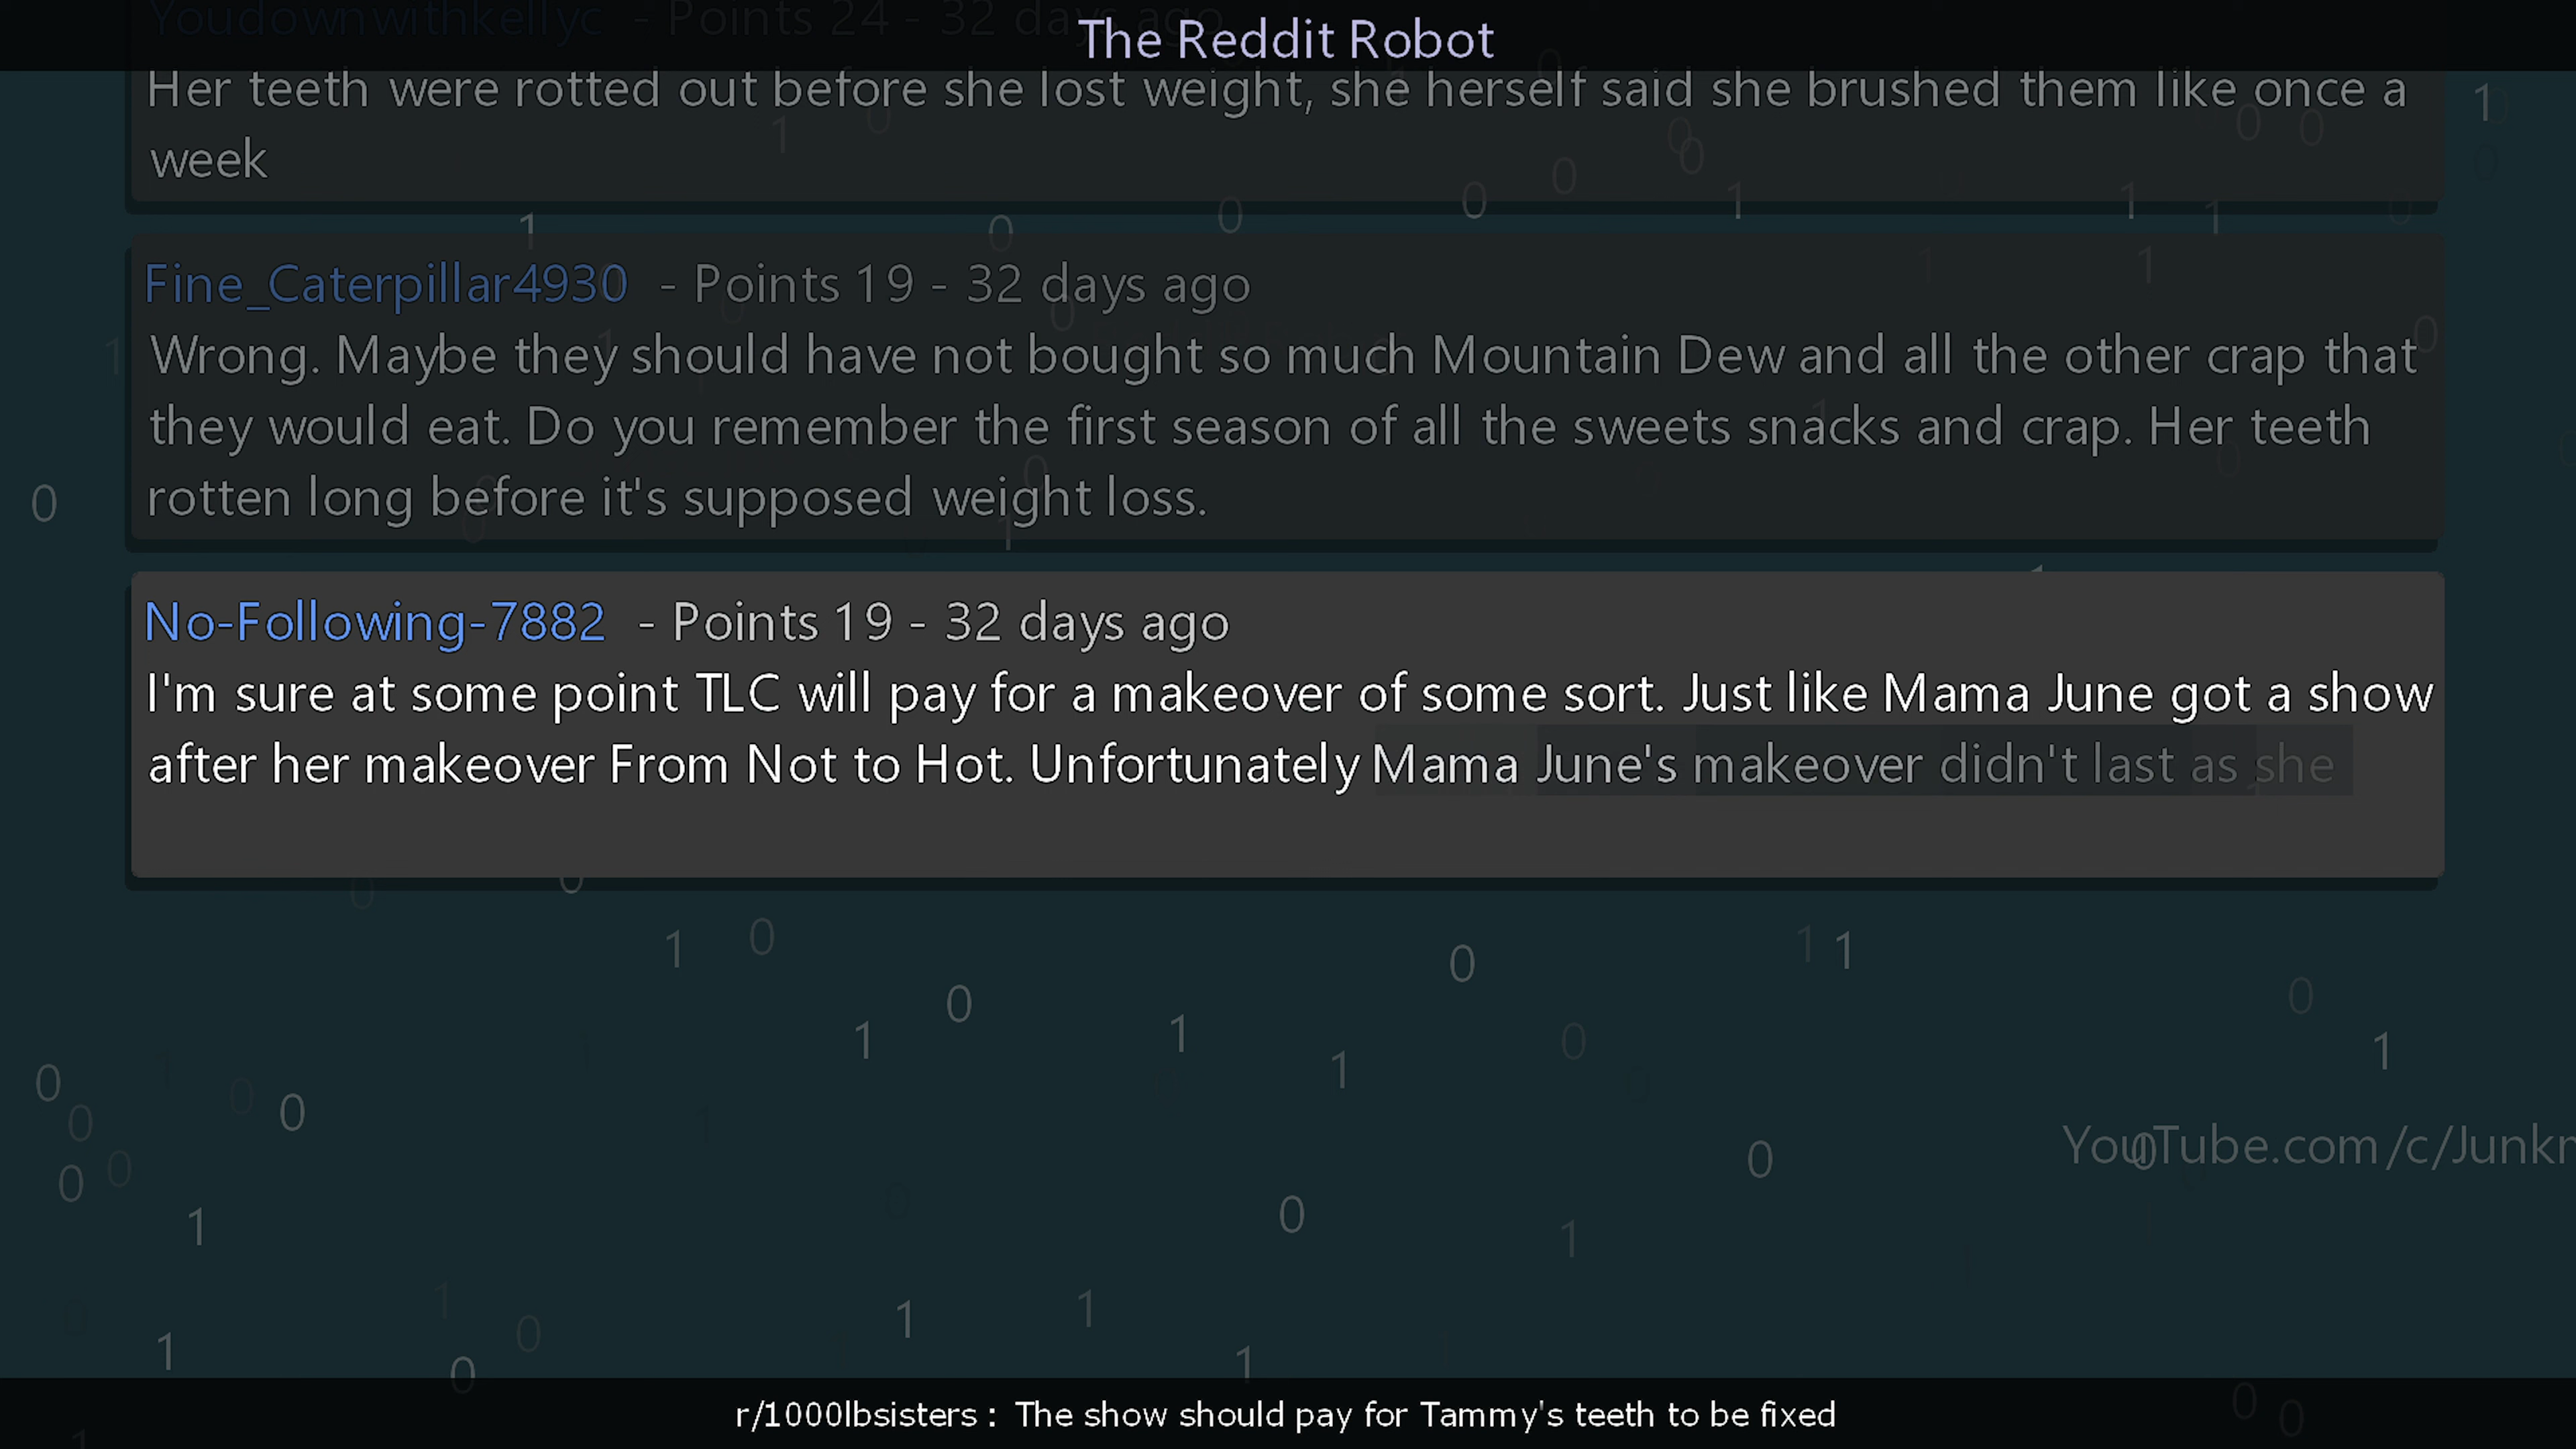 Youdownwithkellyc - Points 24 - 32 days ago
The Reddit Robot
Her teeth were rotted out before she lost weight, she herself said she brushed them like once a
week
Fine_Caterpillar4930 - Points 19 - 32 days ago
Wrong. Maybe they should have not bought so much Mountain Dew and all the other crap that
they would eat. Do you remember the first season of all the sweets snacks and crap. Her teeth
rotten long before it's supposed weight loss.
No-Following-7882 - Points 19 - 32 days ago
I'm sure at some point TLC will pay for a makeover of some sort. Just like Mama June got a show
after her makeover From Not to Hot. Unfortunately Mama June's makeover didn't last as she
YouTube.com/c/Junkr
r/1000lbsisters : The show should pay for Tammy's teeth to be fixed